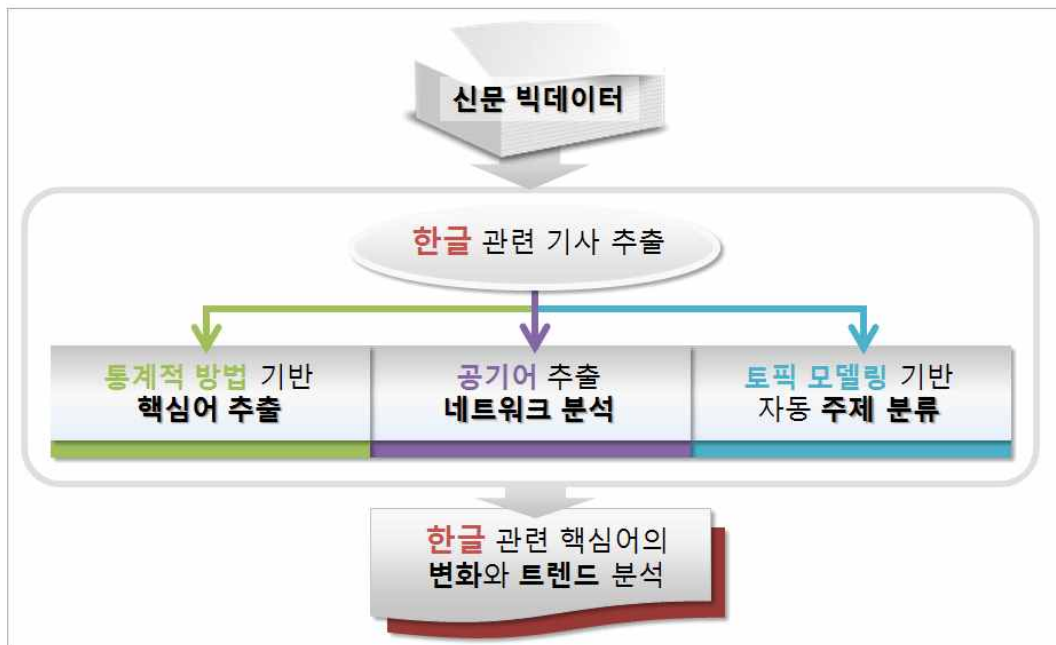 신문 빅데이터
한글 관련 기사 추출
통계적 방법 기반
핵심어 추출
공기어 추출
네트워크 분석
토픽 모델링 기반
자동 주제 분류
한글 관련 핵심어의
변화와 트렌드 분석